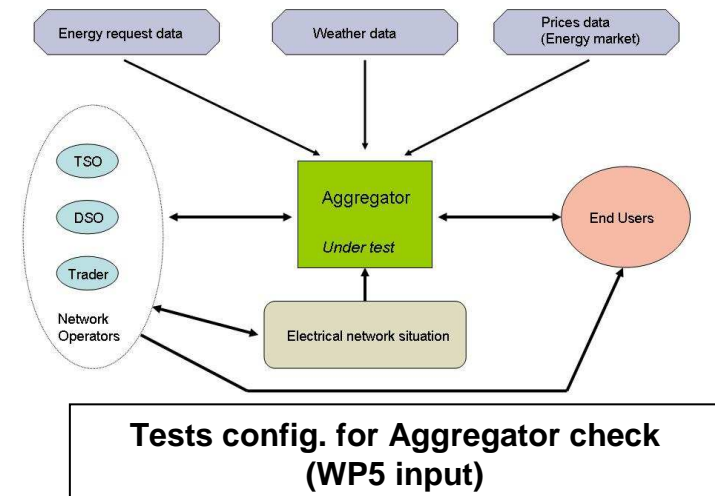 Energy request data
Weather data
Prices data
(Energy market)
TSO
DSO
Trader
Network
Operators
Aggregator
Under test
End Users
Electrical network situation
Tests config. for Aggregator check
(WP5 input)